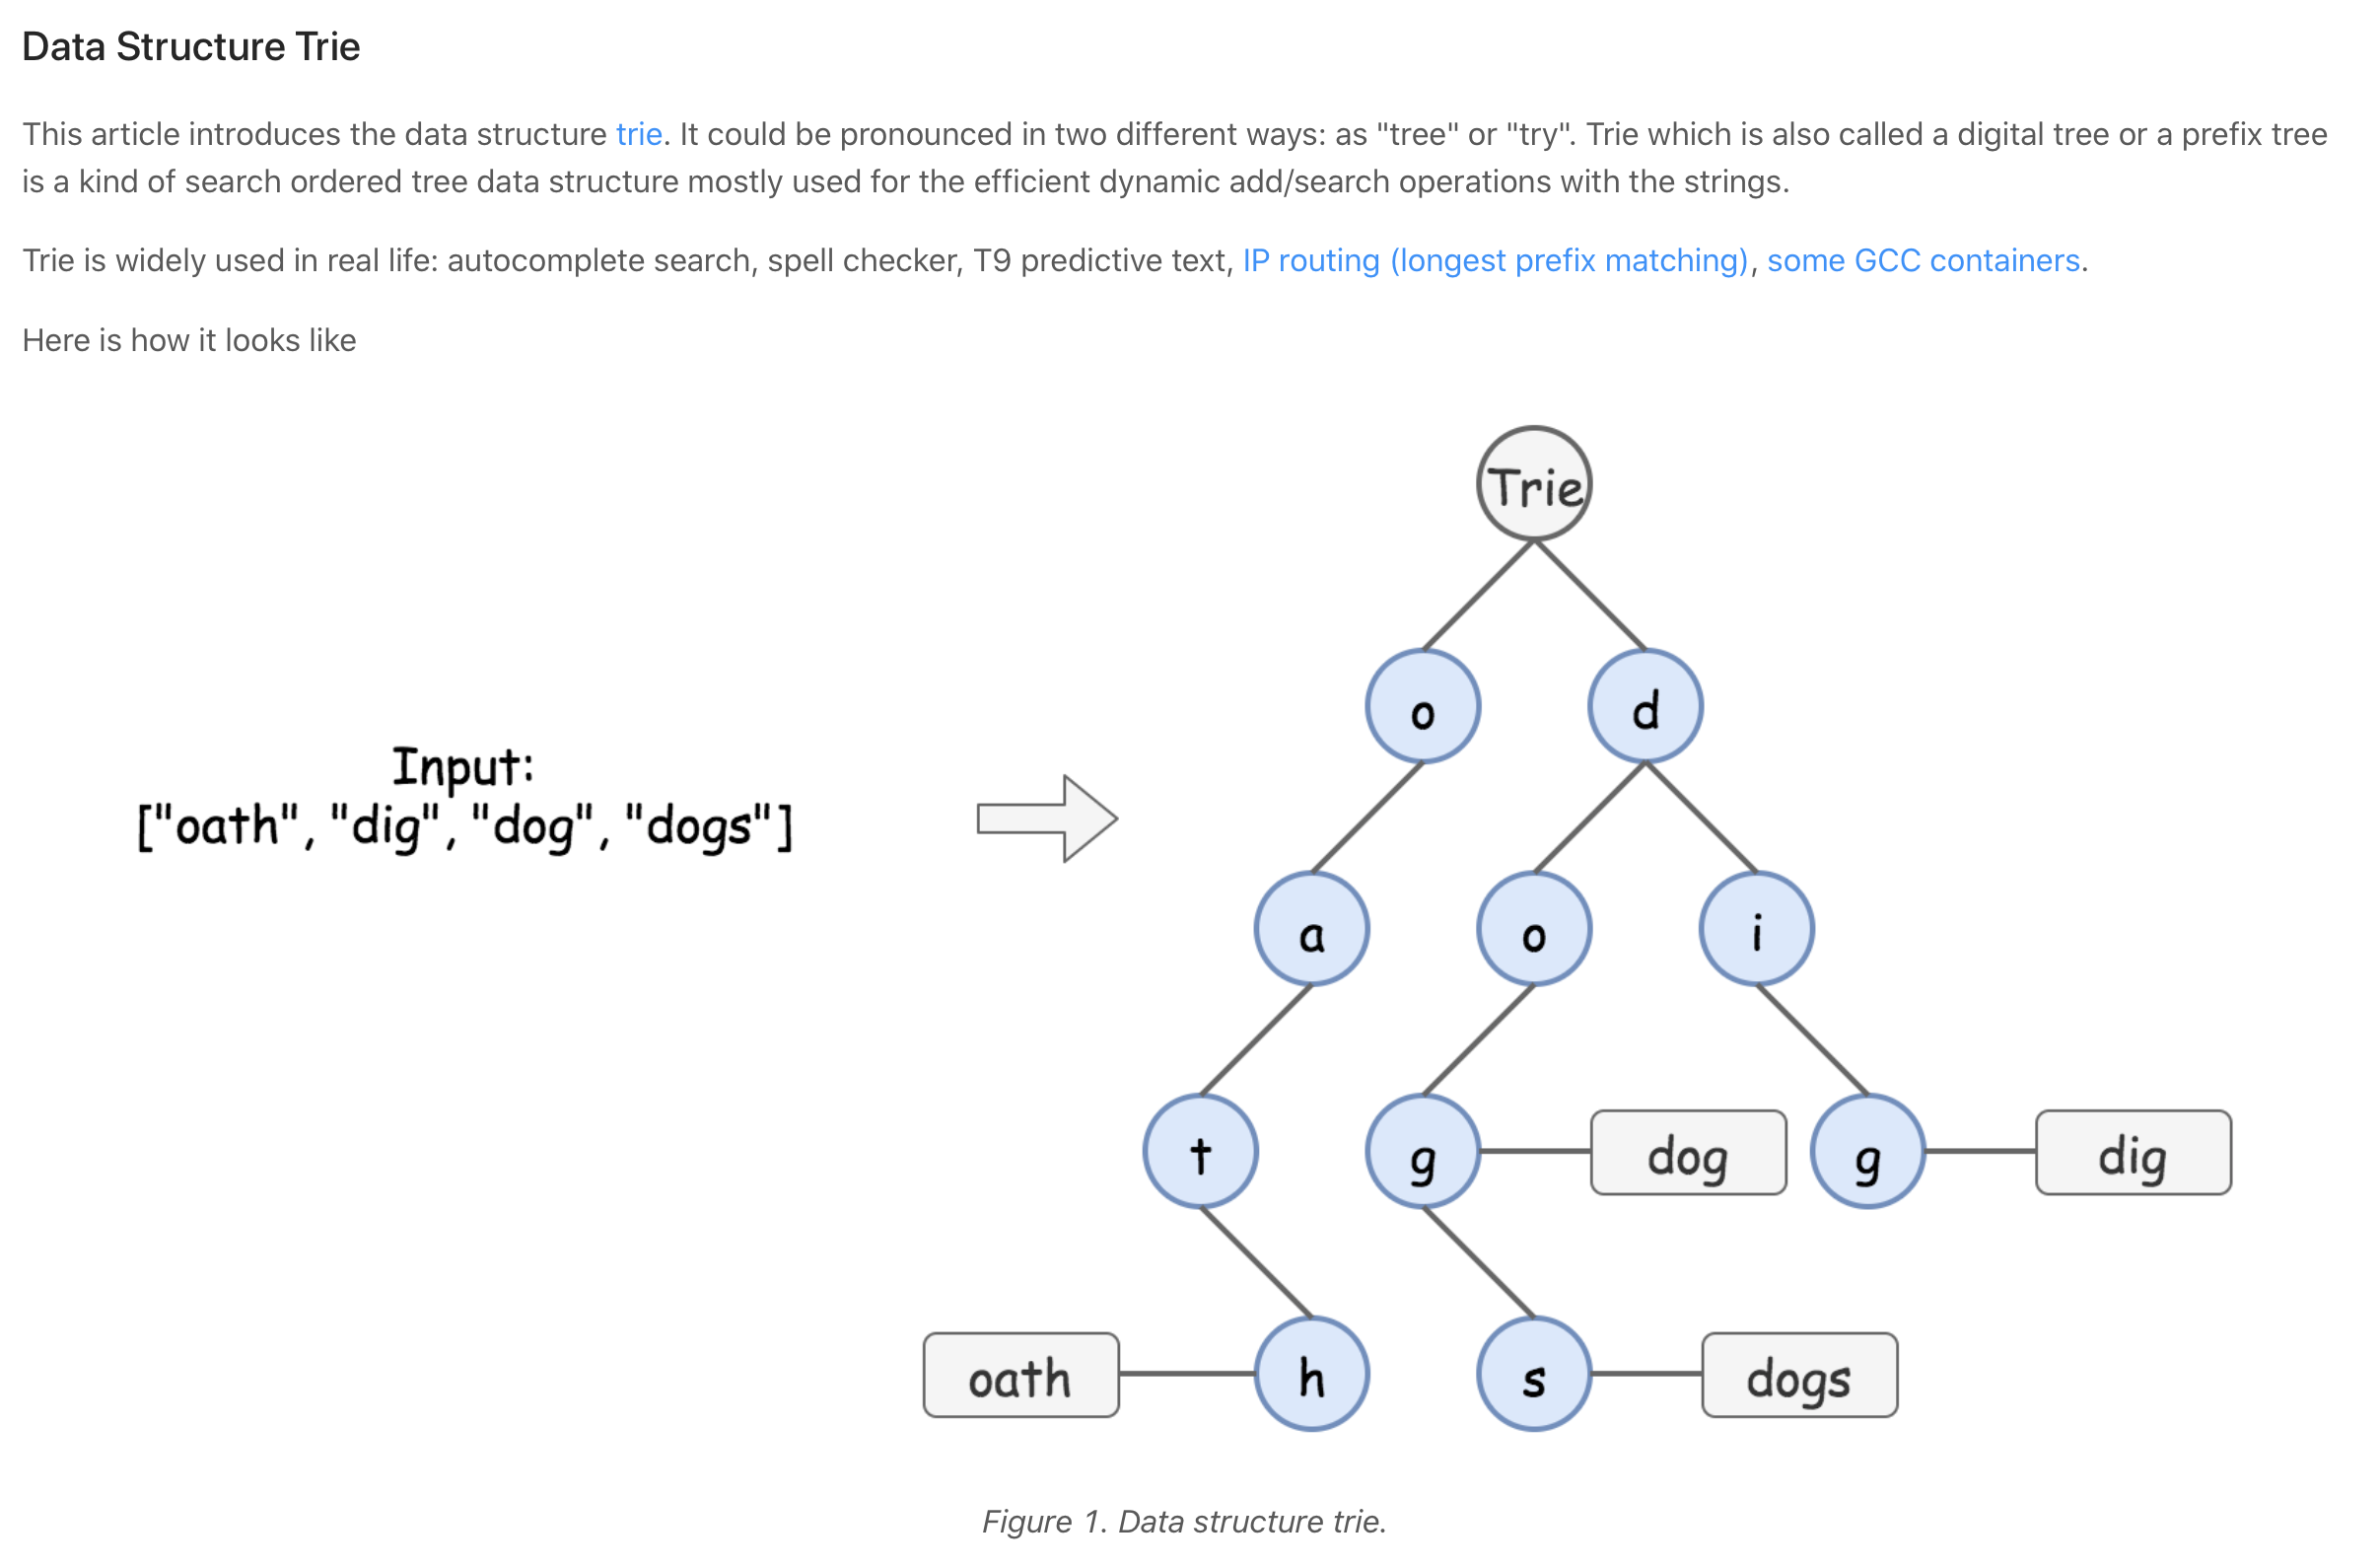 Data Structure Trie
This article introduces the data structure trie. It could be pronounced in two different ways: as "tree" or "try". Trie which is also called a digital tree or a prefix tree
is a kind of search ordered tree data structure mostly used for the efficient dynamic add/search operations with the strings.
Trie is widely used in real life: autocomplete search, spell checker, T9 predictive text, IP routing (longest prefix matching), some GCC containers.
Here is how it looks like
Trie
o d
Input:
["oath", "dig", "dog", "dogs"]
a o i
t g dog g dig
oath h s dogs
Figure 1. Data structure trie.